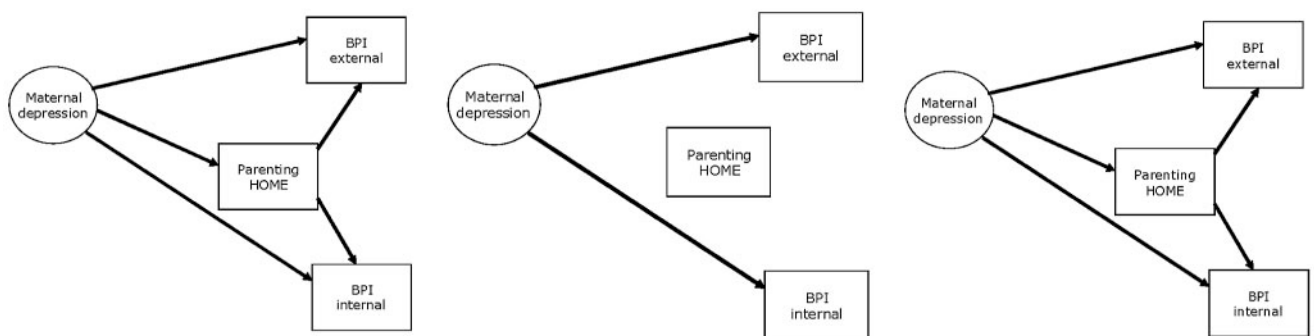 BPI
external
Maternal
depression
Parenting
HOME
BPI
internal
BPI
external
Maternal
depression
Parenting
HOME
BPI
internal
BPI
external
Maternal
depression
Parenting
HOME
BPI
internal